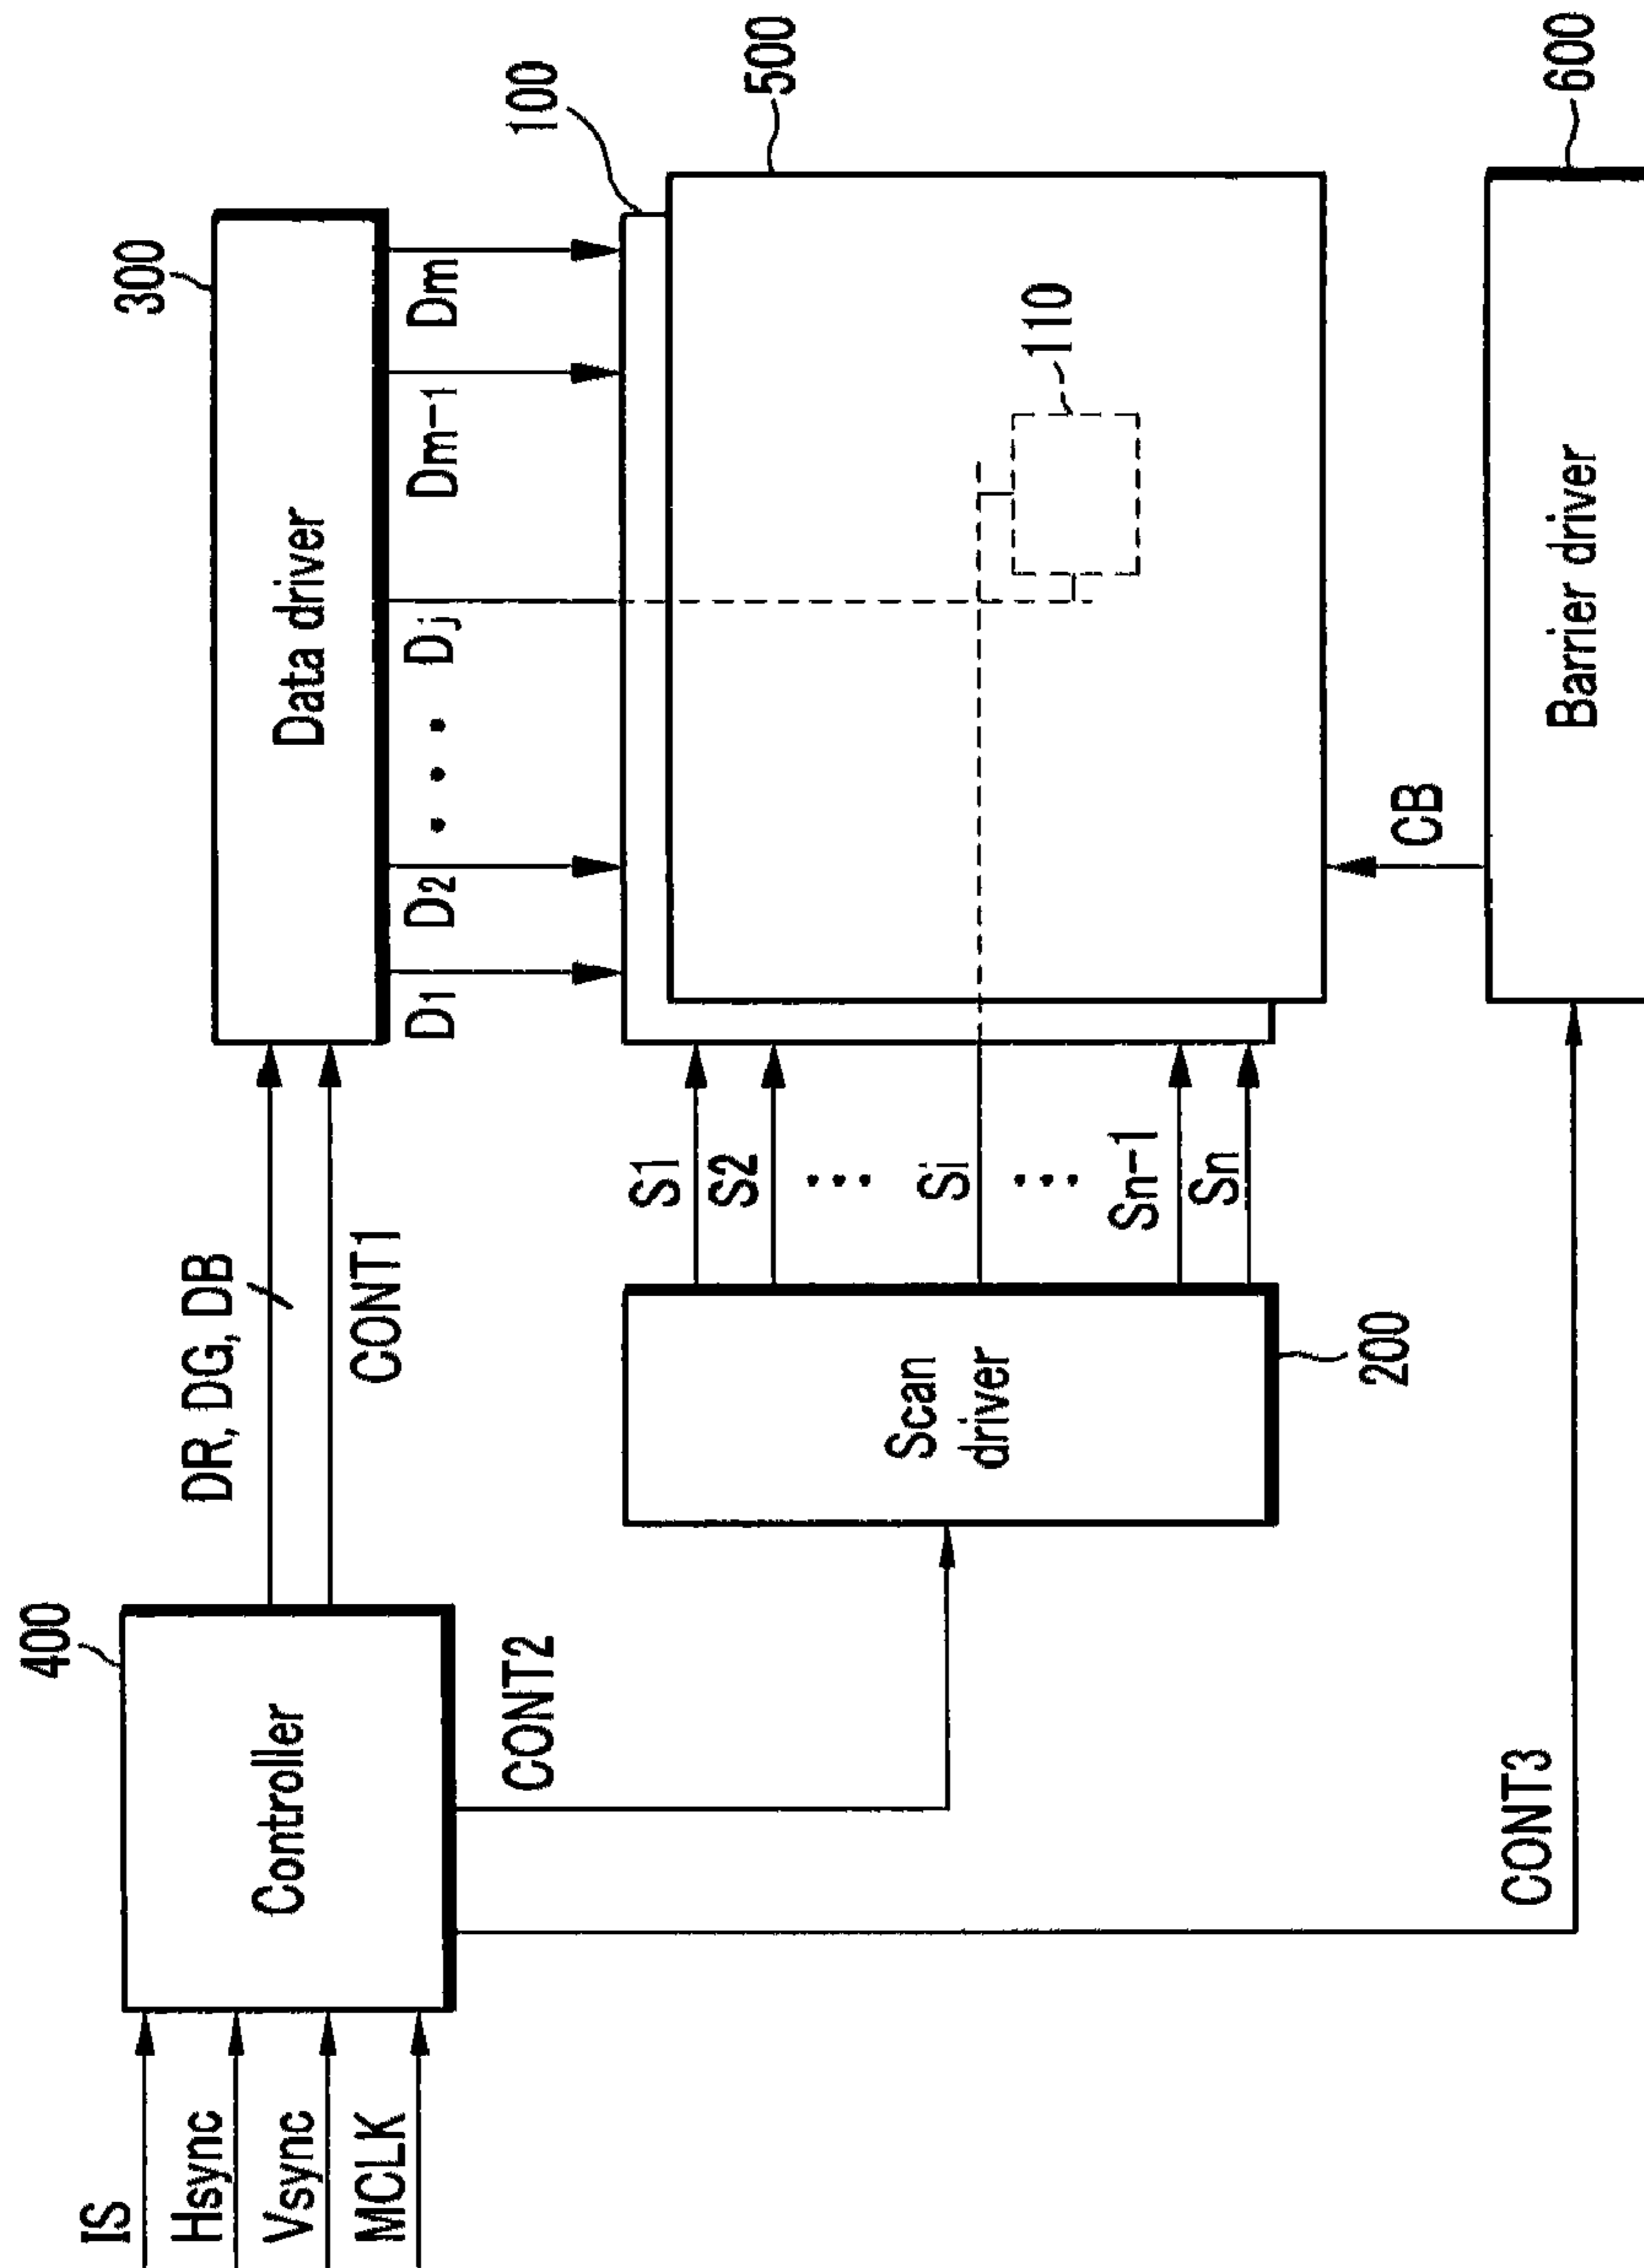 400
300
100
500
IS
Hsync
Vsync
MCLK
Controller
DR, DG, DB
CONT1
Data driver
D1
D2
• • •
Dj
Dm-1
Dm
CONT2
Scan
driver
200
S1
S2
⋮
Si
⋮
Sn-1
Sn
110
CB
CONT3
Barrier driver
600